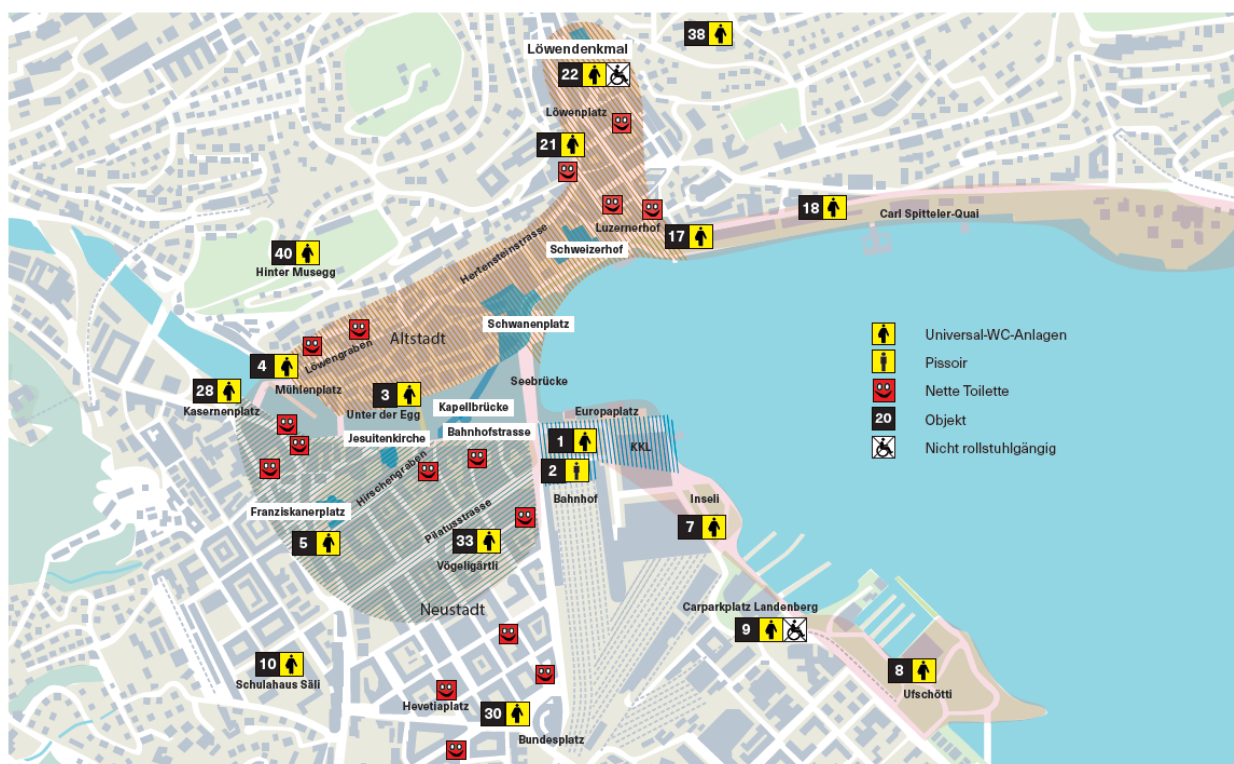 38
Löwendenkmal
22
Löwenplatz
21
18
Carl Spitteler-Quai
Luzernerhof
17
Schweizerhof
40
Hinter Musegg
Hertensteinstrasse
Schwanenplatz
Altstadt
Löwengraben
4
Mühlenplatz
28
Kasernenplatz
3
Unter der Egg
Seebrücke
Kapellbrücke
Europaplatz
Jesuitenkirche
Bahnhofstrasse
1
KKL
2
Bahnhof
Hirschengraben
Inseli
7
Franziskanerplatz
Pilatusstrasse
5
33
Vögeligärtli
Neustadt
Carparkplatz Landenberg
9
10
Schulahaus Säli
8
Ufschötti
Hevetiaplatz
30
Bundesplatz
Universal-WC-Anlagen
Pissoir
Nette Toilette
20
Objekt
Nicht rollstuhlgängig